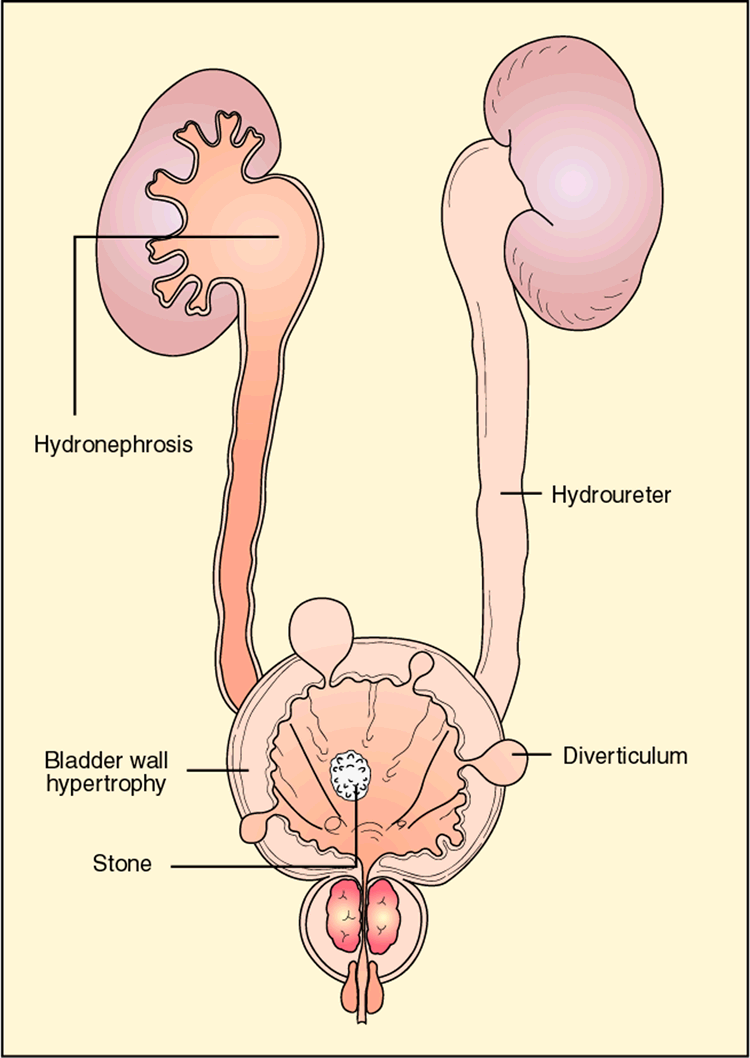 Hydronephrosis
Hydroureter
Bladder wall
hypertrophy
Diverticulum
Stone